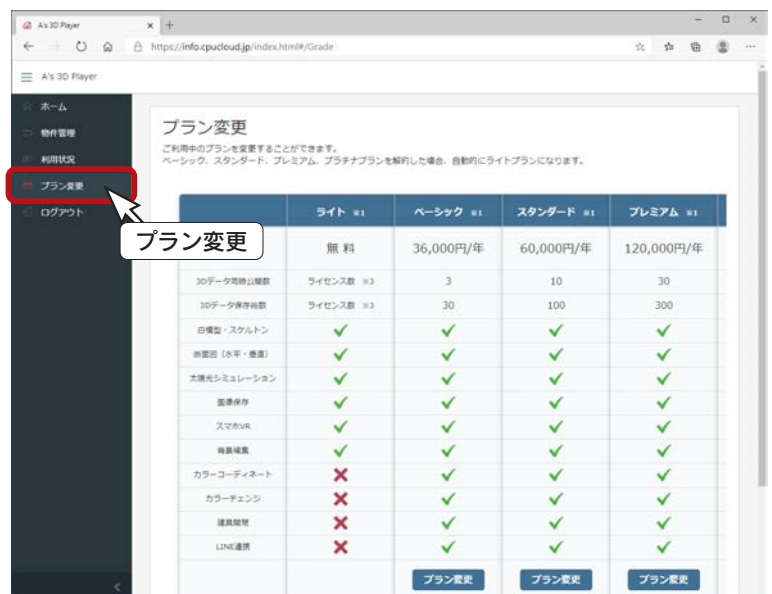 A's 3D Player
https://info.cpucloud.jp/index.html#/Grade
A's 3D Player
ホーム
物件管理
利用状況
プラン変更
ログアウト
プラン変更
プラン変更
ご利用中のプランを変更することができます。
ベーシック、スタンダード、プレミアム、プラチナプランを解約した場合、自動的にライトプランになります。
ライト ※1 ベーシック ※1 スタンダード ※1 プレミアム ※1
無料 36,000円/年 60,000円/年 120,000円/年
3Dデータ同時公開数 ライセンス数 ※3 3 10 30
3Dデータ保存個数 ライセンス数 ※3 30 100 300
白模型・スケルトン
断面図（水平・垂直）
太陽光シミュレーション
画像保存
スマホVR
背景編集
カラーコーディネート
カラーチェンジ
建具開閉
LINE連携
プラン変更 プラン変更 プラン変更